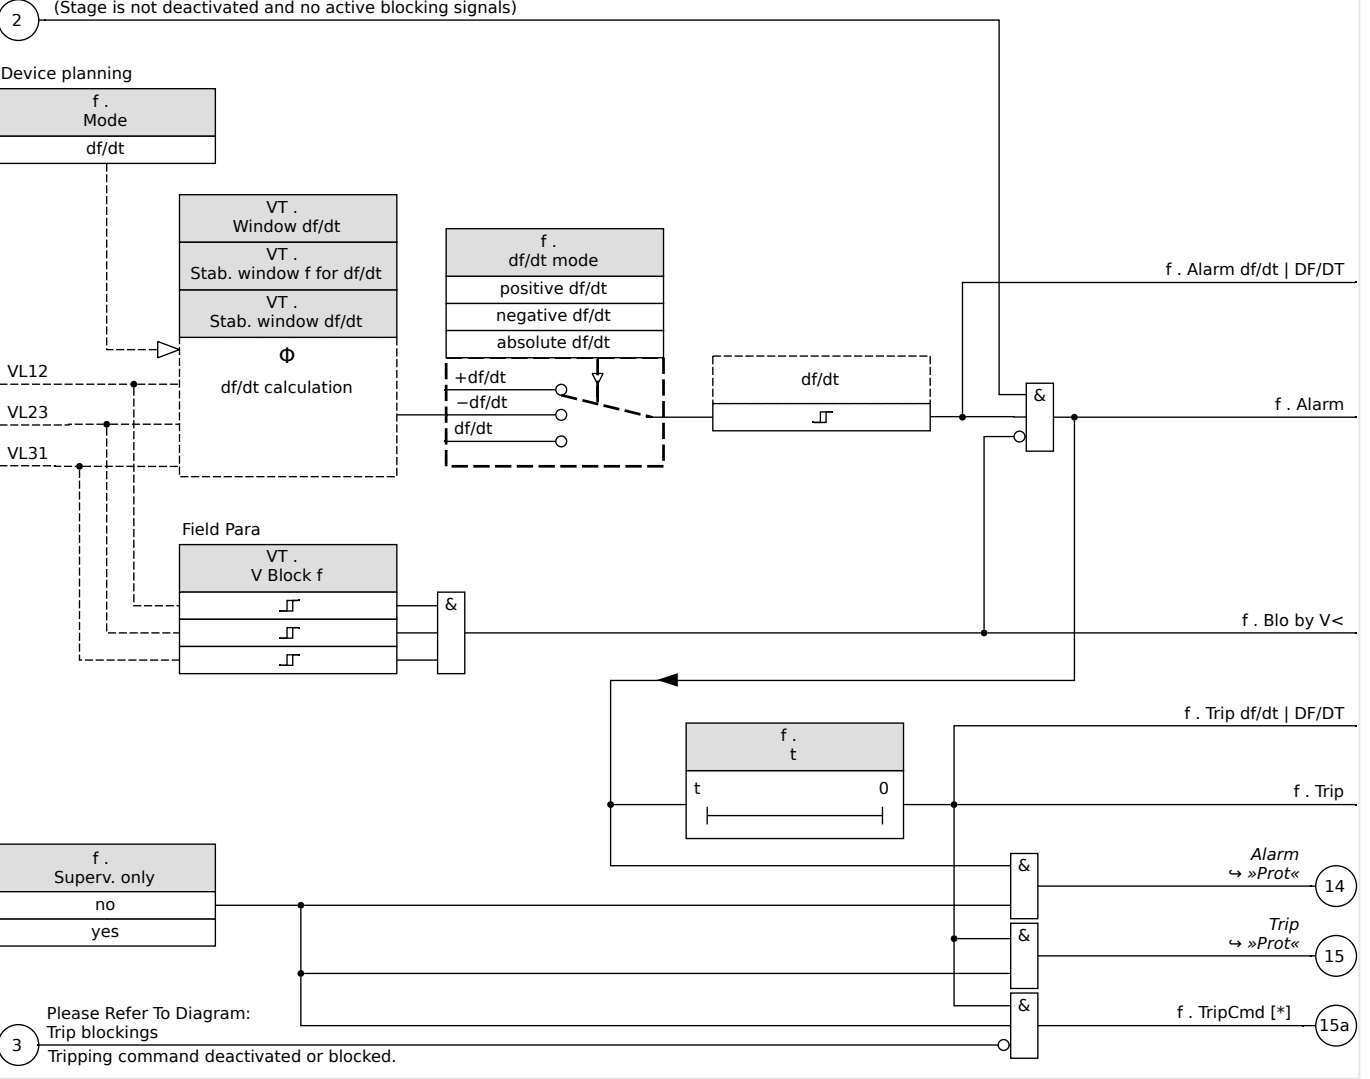 (Stage is not deactivated and no active blocking signals)
2
Device planning
f .
Mode
df/dt
VT .
Window df/dt
VT .
Stab. window f for df/dt
VT .
Stab. window df/dt
Φ
df/dt calculation
f .
df/dt mode
positive df/dt
negative df/dt
absolute df/dt
+df/dt
−df/dt
df/dt
df/dt
&
f . Alarm df/dt | DF/DT
f . Alarm
VL12
VL23
VL31
Field Para
VT .
V Block f
&
f . Blo by V<
f . Trip df/dt | DF/DT
f .
t
t 0
f . Trip
f .
Superv. only
no
yes
&
Alarm
↪ »Prot«
14
&
Trip
↪ »Prot«
15
&
f . TripCmd [*]
15a
Please Refer To Diagram:
Trip blockings
3
Tripping command deactivated or blocked.